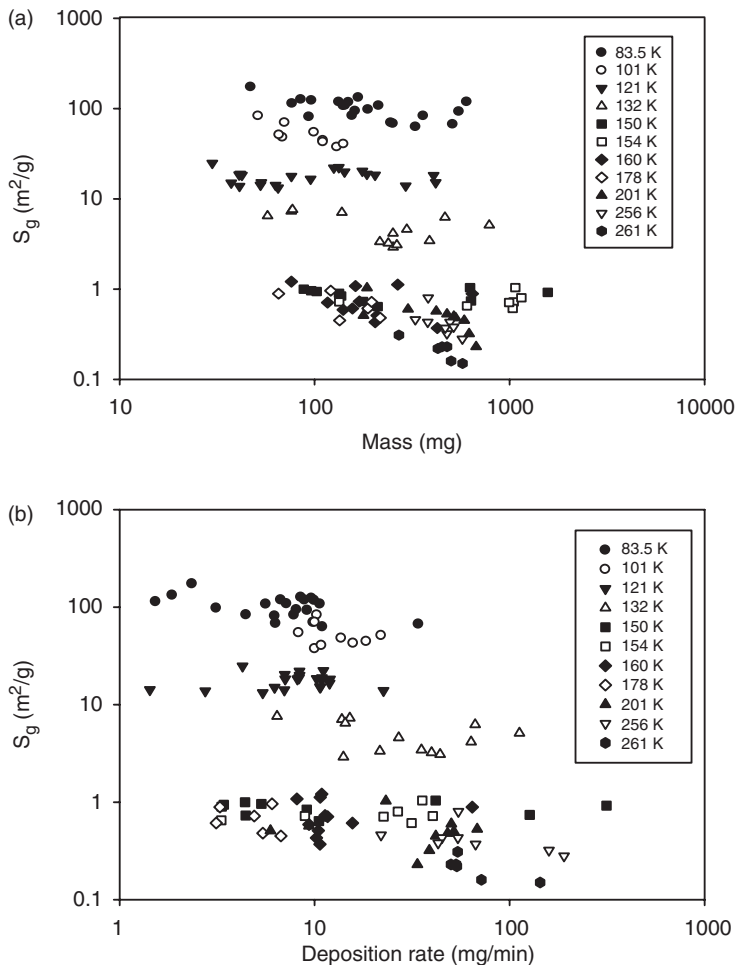 (a)
1000
100
10
1
0.1
S_g (m²/g)
10
100
1000
10000
Mass (mg)
83.5 K
101 K
121 K
132 K
150 K
154 K
160 K
178 K
201 K
256 K
261 K
(b)
1000
100
10
1
0.1
S_g (m²/g)
1
10
100
1000
Deposition rate (mg/min)
83.5 K
101 K
121 K
132 K
150 K
154 K
160 K
178 K
201 K
256 K
261 K